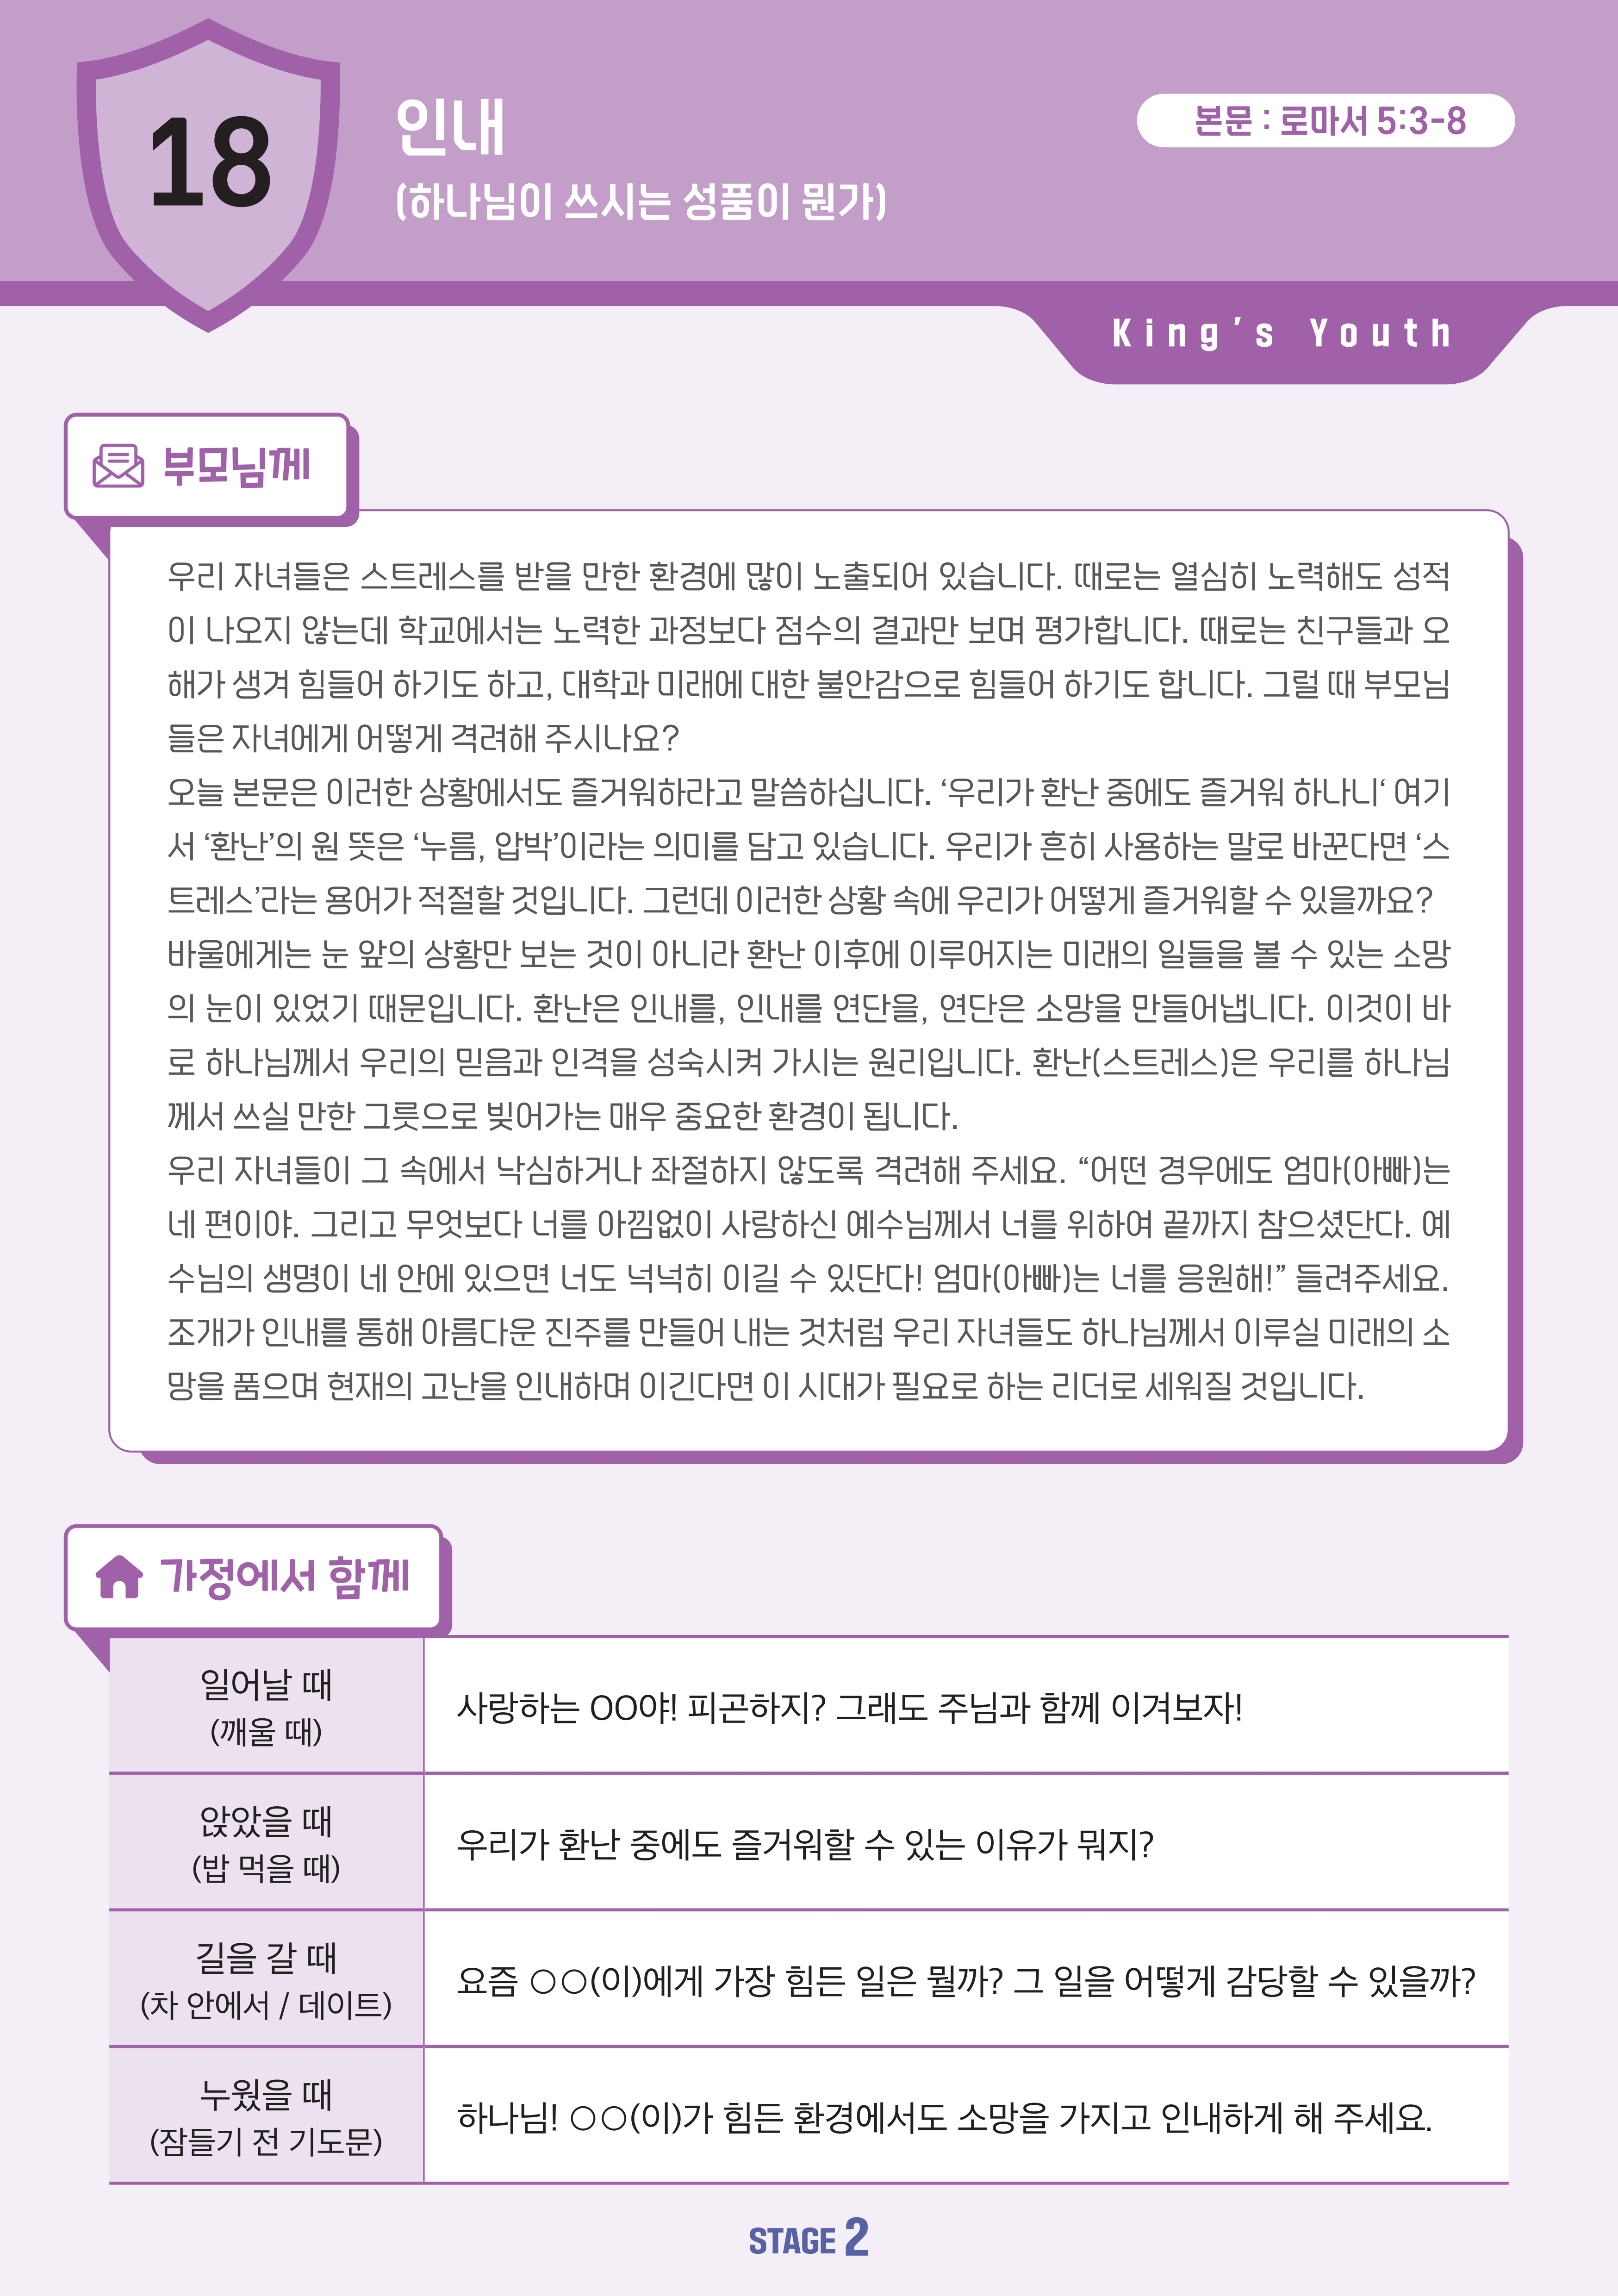 18
인내
(하나님이 쓰시는 성품이 뭔가)
본문 : 로마서 5:3-8
King's Youth
부모님께
우리 자녀들은 스트레스를 받을 만한 환경에 많이 노출되어 있습니다. 때로는 열심히 노력해도 성적
이 나오지 않는데 학교에서는 노력한 과정보다 점수의 결과만 보며 평가합니다. 때로는 친구들과 오
해가 생겨 힘들어 하기도 하고, 대학과 미래에 대한 불안감으로 힘들어 하기도 합니다. 그럴 때 부모님
들은 자녀에게 어떻게 격려해 주시나요?
오늘 본문은 이러한 상황에서도 즐거워하라고 말씀하십니다. ‘우리가 환난 중에도 즐거워 하나니‘ 여기
서 ‘환난’의 원 뜻은 ‘누름, 압박’이라는 의미를 담고 있습니다. 우리가 흔히 사용하는 말로 바꾼다면 ‘스
트레스’라는 용어가 적절할 것입니다. 그런데 이러한 상황 속에 우리가 어떻게 즐거워할 수 있을까요?
바울에게는 눈 앞의 상황만 보는 것이 아니라 환난 이후에 이루어지는 미래의 일들을 볼 수 있는 소망
의 눈이 있었기 때문입니다. 환난은 인내를, 인내를 연단을, 연단은 소망을 만들어냅니다. 이것이 바
로 하나님께서 우리의 믿음과 인격을 성숙시켜 가시는 원리입니다. 환난(스트레스)은 우리를 하나님
께서 쓰실 만한 그릇으로 빚어가는 매우 중요한 환경이 됩니다.
우리 자녀들이 그 속에서 낙심하거나 좌절하지 않도록 격려해 주세요. “어떤 경우에도 엄마(아빠)는
네 편이야. 그리고 무엇보다 너를 아낌없이 사랑하신 예수님께서 너를 위하여 끝까지 참으셨단다. 예
수님의 생명이 네 안에 있으면 너도 넉넉히 이길 수 있단다! 엄마(아빠)는 너를 응원해!” 들려주세요.
조개가 인내를 통해 아름다운 진주를 만들어 내는 것처럼 우리 자녀들도 하나님께서 이루실 미래의 소
망을 품으며 현재의 고난을 인내하며 이긴다면 이 시대가 필요로 하는 리더로 세워질 것입니다.
가정에서 함께
일어날 때
(깨울 때)
사랑하는 OO야! 피곤하지? 그래도 주님과 함께 이겨보자!
앉았을 때
(밥 먹을 때)
우리가 환난 중에도 즐거워할 수 있는 이유가 뭐지?
길을 갈 때
(차 안에서 / 데이트)
요즘 ○○(이)에게 가장 힘든 일은 뭘까? 그 일을 어떻게 감당할 수 있을까?
누웠을 때
(잠들기 전 기도문)
하나님! ○○(이)가 힘든 환경에서도 소망을 가지고 인내하게 해 주세요.
STAGE 2